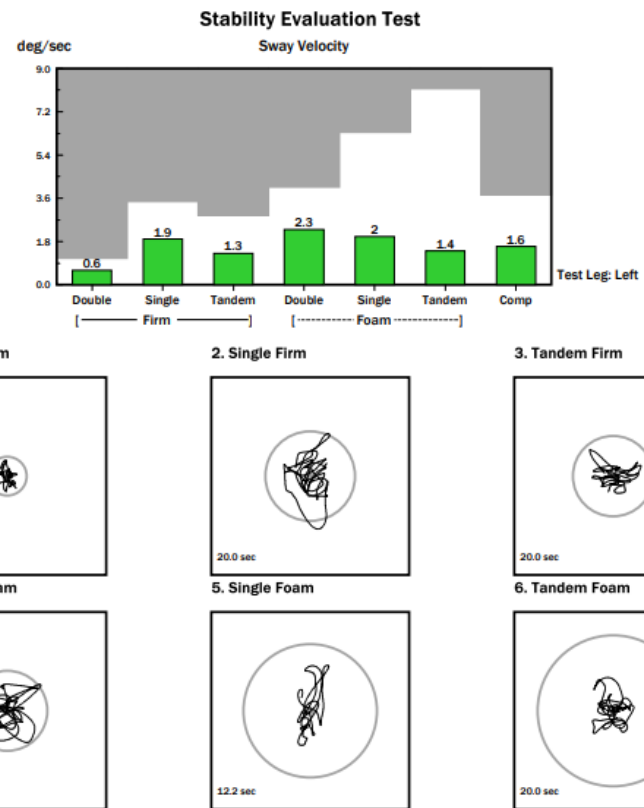 Stability Evaluation Test
deg/sec
Sway Velocity
9.0
7.2
5.4
3.6
1.8
0.0
0.6
1.9
1.3
2.3
2
1.4
1.6
Test Leg: Left
Double Single Tandem Double Single Tandem Comp
[ Firm ] [ Foam ]
m
2. Single Firm
3. Tandem Firm
20.0 sec
20.0 sec
am
5. Single Foam
6. Tandem Foam
12.2 sec
20.0 sec